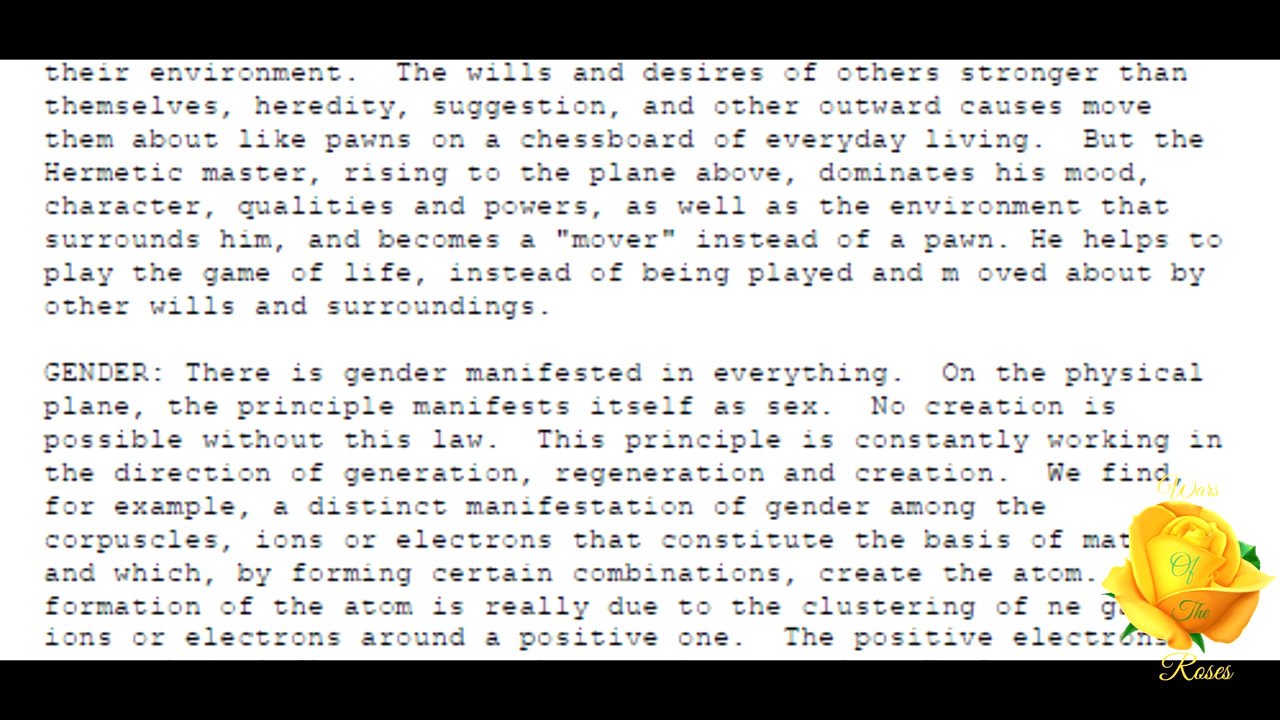 their environment.  The wills and desires of others stronger than
themselves, heredity, suggestion, and other outward causes move
them about like pawns on a chessboard of everyday living.  But the
Hermetic master, rising to the plane above, dominates his mood,
character, qualities and powers, as well as the environment that
surrounds him, and becomes a "mover" instead of a pawn. He helps to
play the game of life, instead of being played and m oved about by
other wills and surroundings.
GENDER: There is gender manifested in everything.  On the physical
plane, the principle manifests itself as sex.  No creation is
possible without this law.  This principle is constantly working in
the direction of generation, regeneration and creation.  We find,
for example, a distinct manifestation of gender among the
corpuscles, ions or electrons that constitute the basis of
and which, by forming certain combinations, create the atom.
formation of the atom is really due to the clustering of ne
ions or electrons around a positive one.  The positive electrons
Wars
Of
The
Roses